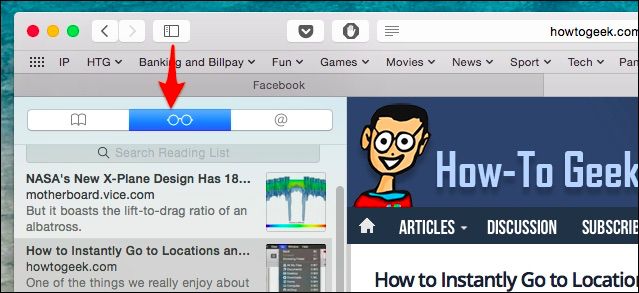 howtogeek.com
IP HTG Banking and Billpay Fun Games Movies News Tech
Facebook
@
Search Reading List
NASA's New X-Plane Design Has 18...
motherboard.vice.com
But it boasts the lift-to-drag ratio of an
albatross.
How to Instantly Go to Locations an...
howtogeek.com
One of the things we really enjoy about
How-To Geek
ARTICLES DISCUSSION SUBSCRIBE
How to Instantly Go to Locations